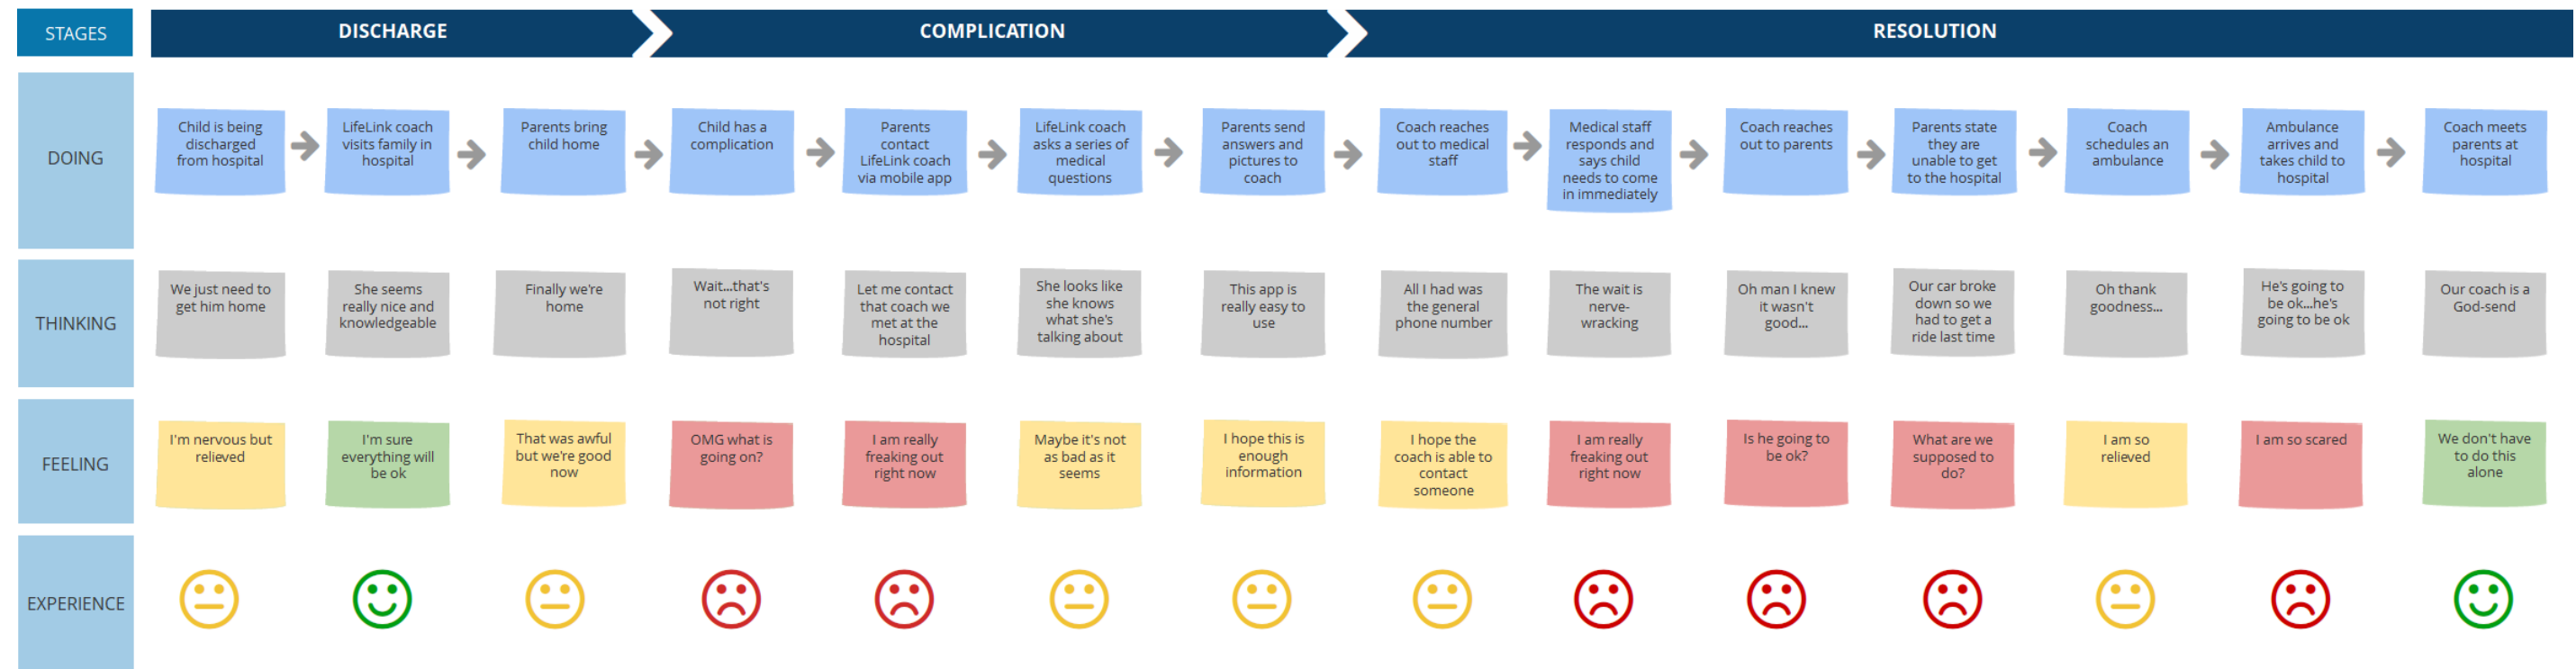 STAGES
DISCHARGE
COMPLICATION
RESOLUTION
DOING
Child is being
discharged
from hospital
LifeLink coach
visits family in
hospital
Parents bring
child home
Child has a
complication
Parents
contact
LifeLink coach
via mobile app
LifeLink coach
asks a series of
medical
questions
Parents send
answers and
pictures to
coach
Coach reaches
out to medical
staff
Medical staff
responds and
says child
needs to come
in immediately
Coach reaches
out to parents
Parents state
they are
unable to get
to the hospital
Coach
schedules an
ambulance
Ambulance
arrives and
takes child to
hospital
Coach meets
parents at
hospital
THINKING
We just need to
get him home
She seems
really nice and
knowledgeable
Finally we're
home
Wait...that's
not right
Let me contact
that coach we
met at the
hospital
She looks like
she knows
what she's
talking about
This app is
really easy to
use
All I had was
the general
phone number
The wait is
nerve-
wracking
Oh man I knew
it wasn't
good...
Our car broke
down so we
had to get a
ride last time
Oh thank
goodness...
He's going to
be ok...he's
going to be ok
Our coach is a
God-send
FEELING
I'm nervous but
relieved
I'm sure
everything will
be ok
That was awful
but we're good
now
OMG what is
going on?
I am really
freaking out
right now
Maybe it's not
as bad as it
seems
I hope this is
enough
information
I hope the
coach is able to
contact
someone
I am really
freaking out
right now
Is he going to
be ok?
What are we
supposed to
do?
I am so
relieved
I am so scared
We don't have
to do this
alone
EXPERIENCE